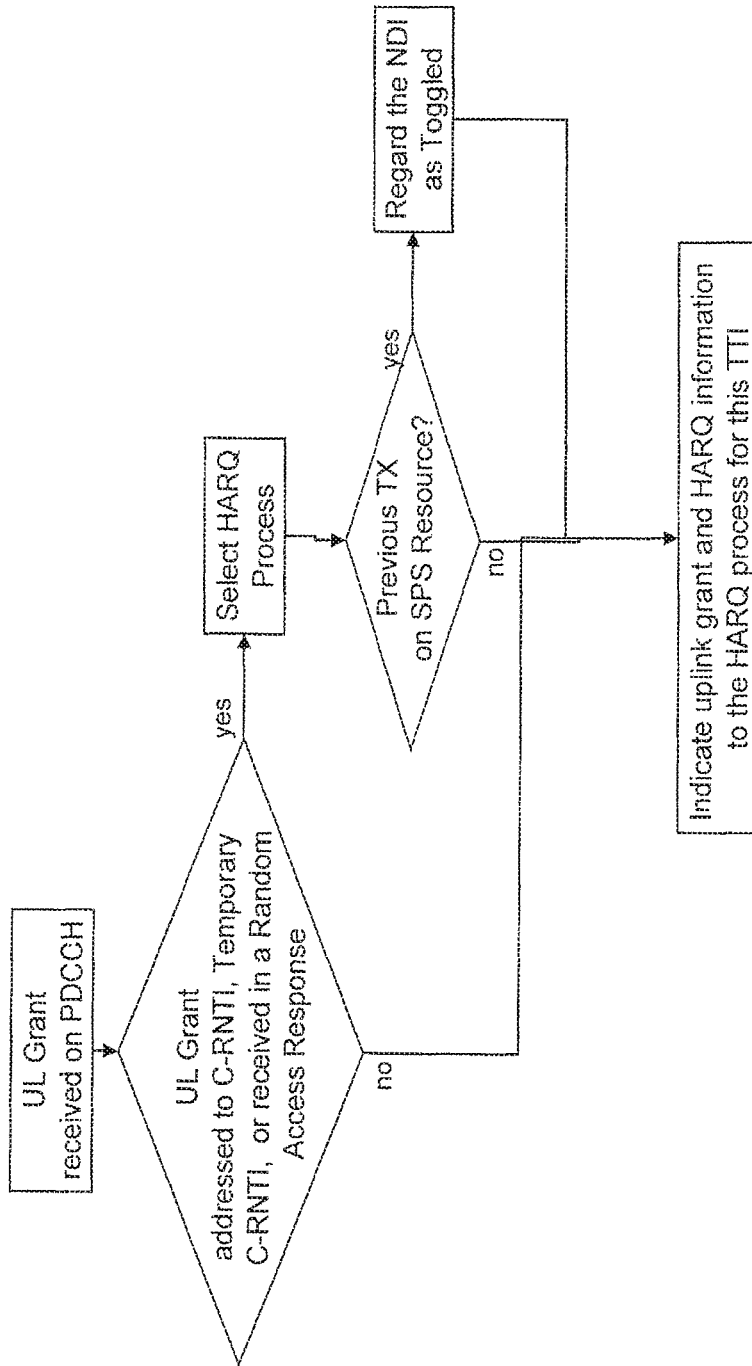 UL Grant
received on PDCCH
UL Grant
addressed to C-RNTI, Temporary
C-RNTI, or received in a Random
Access Response
yes
no
Select HARQ
Process
Previous TX
on SPS Resource?
yes
no
Regard the NDI
as Toggled
Indicate uplink grant and HARQ information
to the HARQ process for this TTI